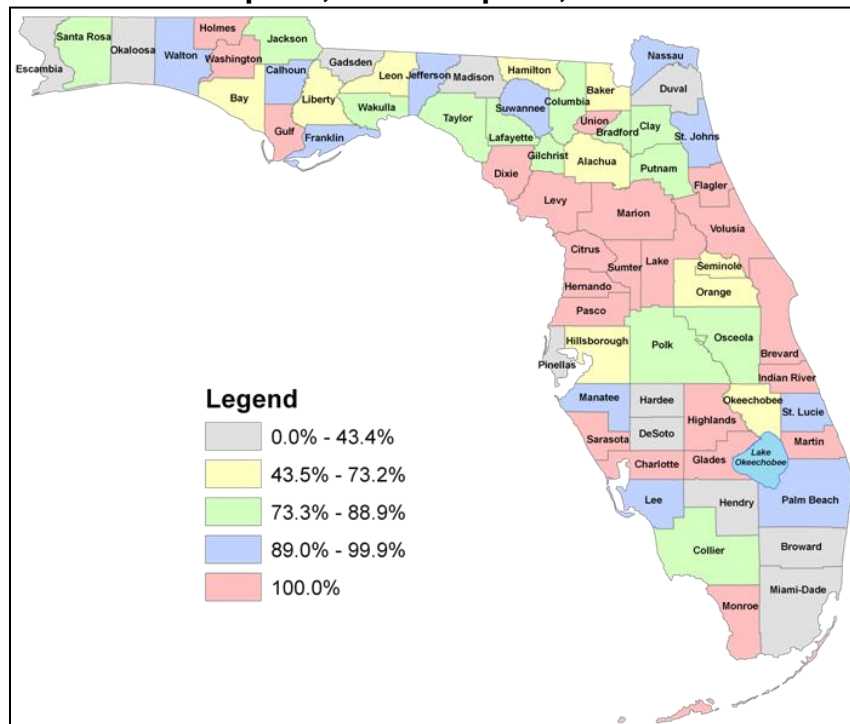 Holmes
Jackson
Santa Rosa
Okaloosa
Walton
Washington
Escambia
Calhoun
Gadsden
Leon
Jefferson
Madison
Hamilton
Nassau
Duval
Baker
Bay
Liberty
Wakulla
Taylor
Suwannee
Columbia
Union
Bradford
Clay
St. Johns
Gulf
Franklin
Lafayette
Gilchrist
Alachua
Putnam
Dixie
Flagler
Levy
Marion
Volusia
Citrus
Sumter
Lake
Seminole
Hernando
Orange
Pasco
Hillsborough
Polk
Osceola
Brevard
Pinellas
Indian River
Legend
0.0% - 43.4%
43.5% - 73.2%
73.3% - 88.9%
89.0% - 99.9%
100.0%
Manatee
Hardee
Okeechobee
St. Lucie
Highlands
Sarasota
DeSoto
Martin
Lake
Okeechobee
Charlotte
Glades
Lee
Hendry
Palm Beach
Collier
Broward
Miami-Dade
Monroe